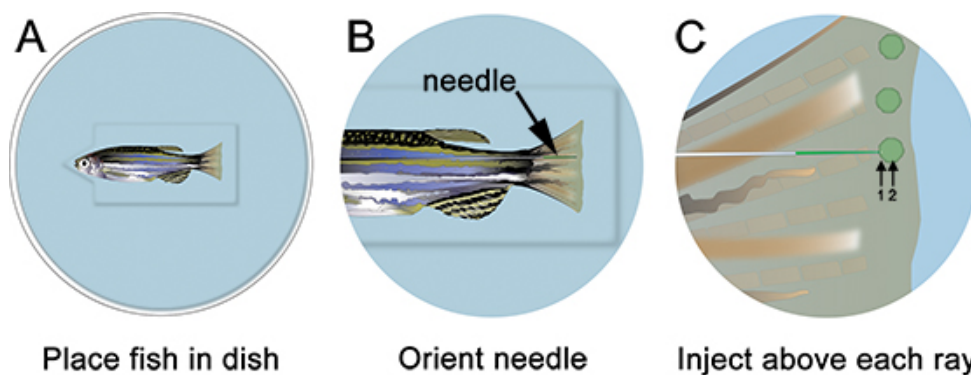 A
B
C
needle
1 2
Place fish in dish
Orient needle
Inject above each ray